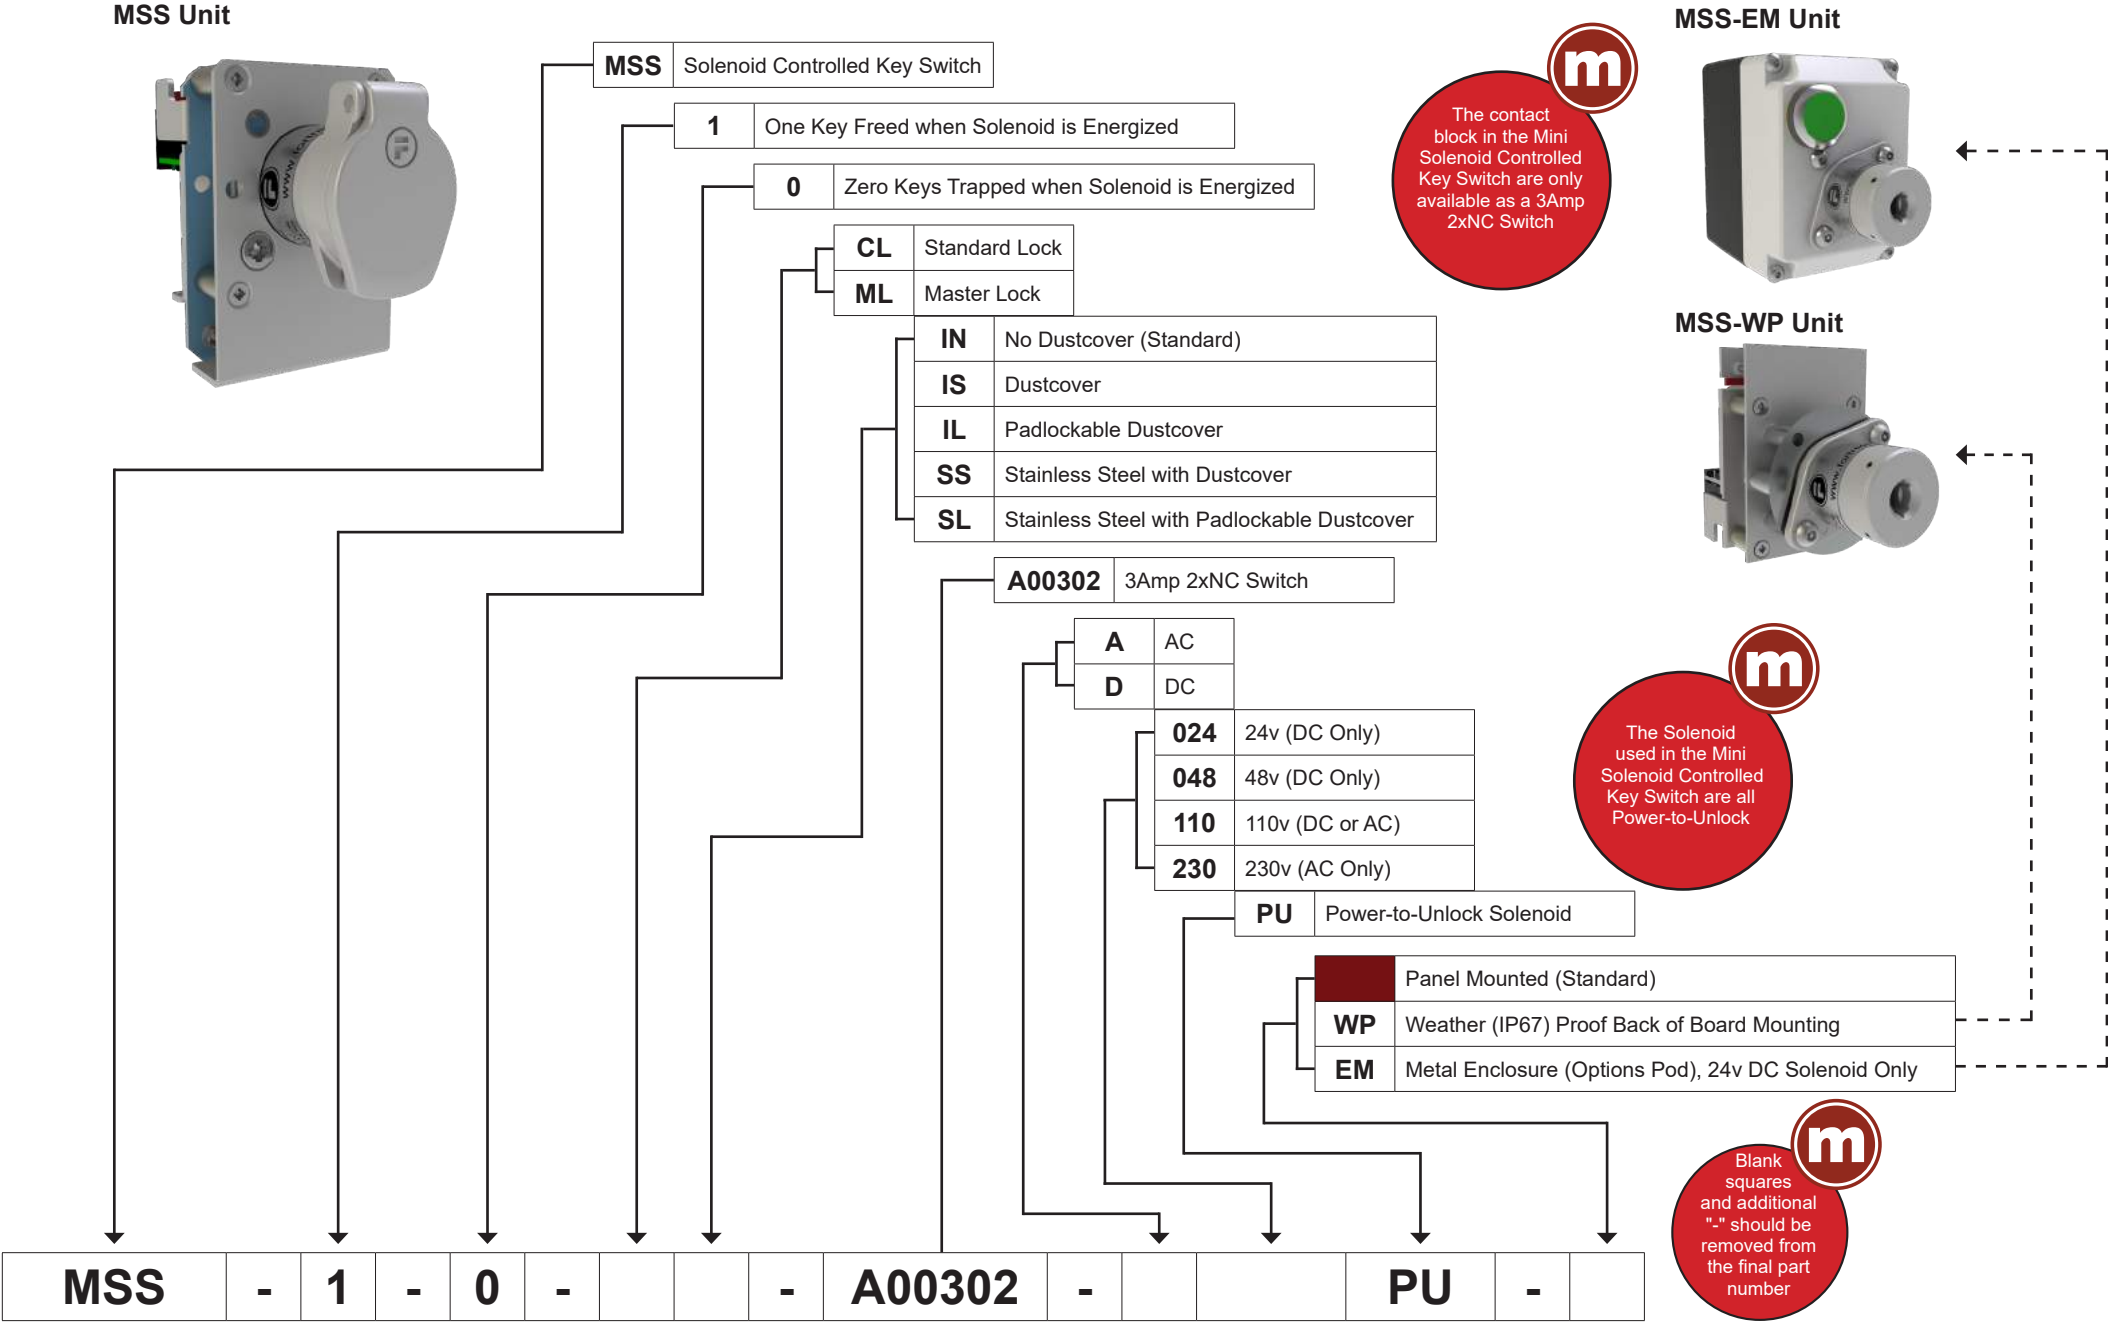 MSS Unit
MSS-EM Unit
MSS Solenoid Controlled Key Switch
m
The contact
block in the Mini
Solenoid Controlled
Key Switch are only
available as a 3Amp
2xNC Switch
1 One Key Freed when Solenoid is Energized
0 Zero Keys Trapped when Solenoid is Energized
CL Standard Lock
ML Master Lock
MSS-WP Unit
IN No Dustcover (Standard)
IS Dustcover
IL Padlockable Dustcover
SS Stainless Steel with Dustcover
SL Stainless Steel with Padlockable Dustcover
A00302 3Amp 2xNC Switch
A AC
D DC
m
The Solenoid
used in the Mini
Solenoid Controlled
Key Switch are all
Power-to-Unlock
024 24v (DC Only)
048 48v (DC Only)
110 110v (DC or AC)
230 230v (AC Only)
PU Power-to-Unlock Solenoid
Panel Mounted (Standard)
WP Weather (IP67) Proof Back of Board Mounting
EM Metal Enclosure (Options Pod), 24v DC Solenoid Only
m
Blank
squares
and additional
"-" should be
removed from
the final part
number
MSS - 1 - 0 - - A00302 - PU -